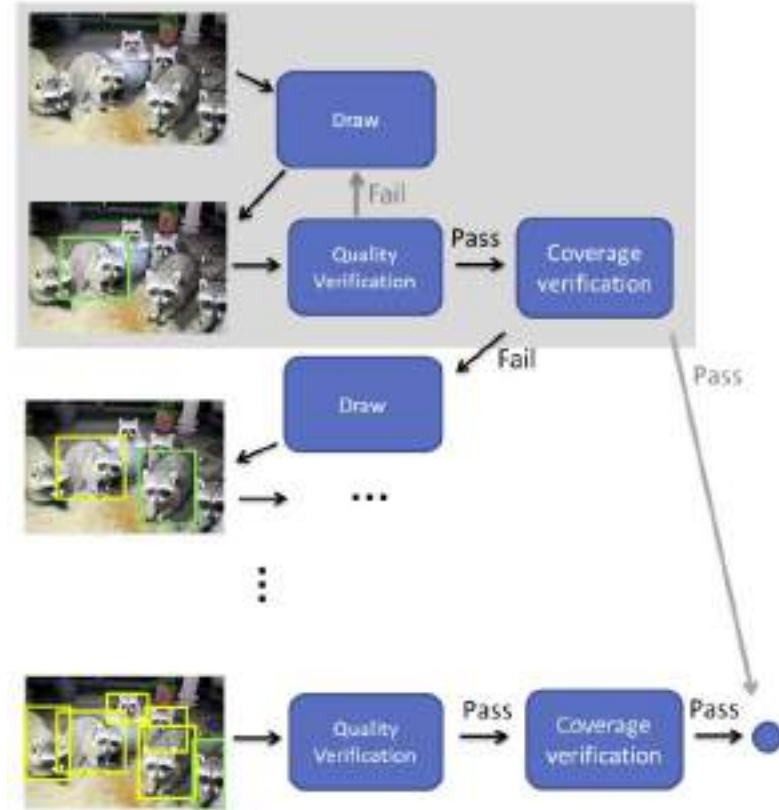 Draw
Fail
Quality
Verification
Pass
Coverage
verification
Fail
Pass
Draw
...
Quality
Verification
Pass
Coverage
verification
Pass